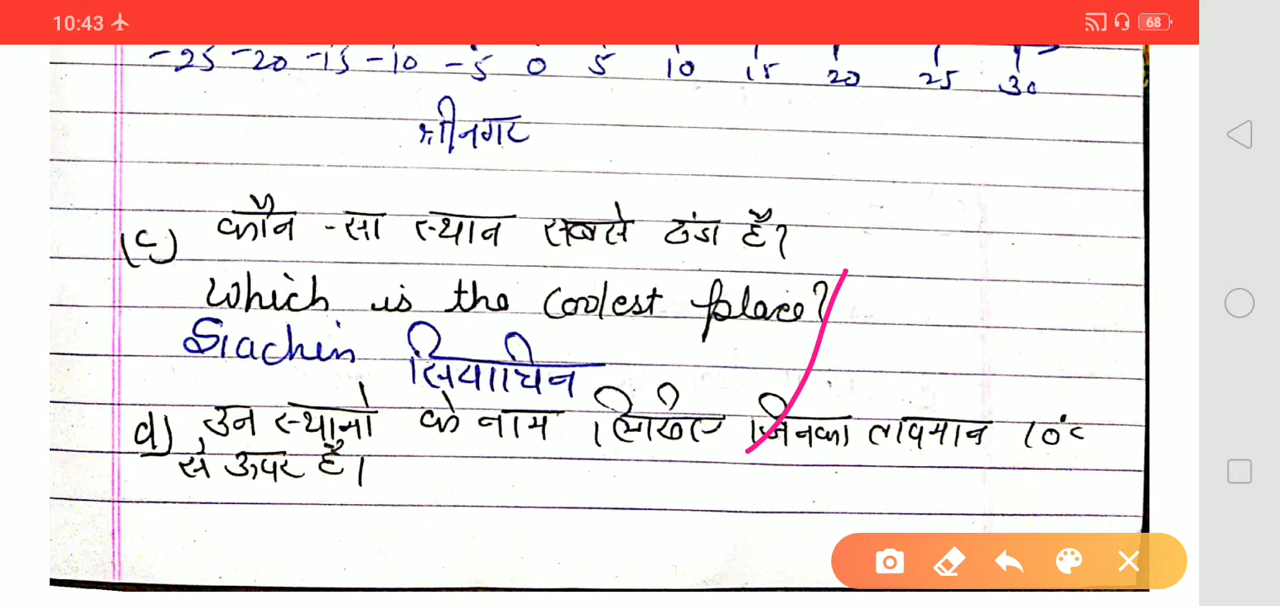 10:43
68
-25 -20 -15 -10 -5 0 5 10 15 20 25 30
श्रीनगर
(c) कौन-सा स्थान सबसे ठंडा है?
Which is the coolest place?
Siachin सियाचिन
d) उन स्थानों के नाम लिखिए जिनका तापमान 10°c
से ऊपर है।